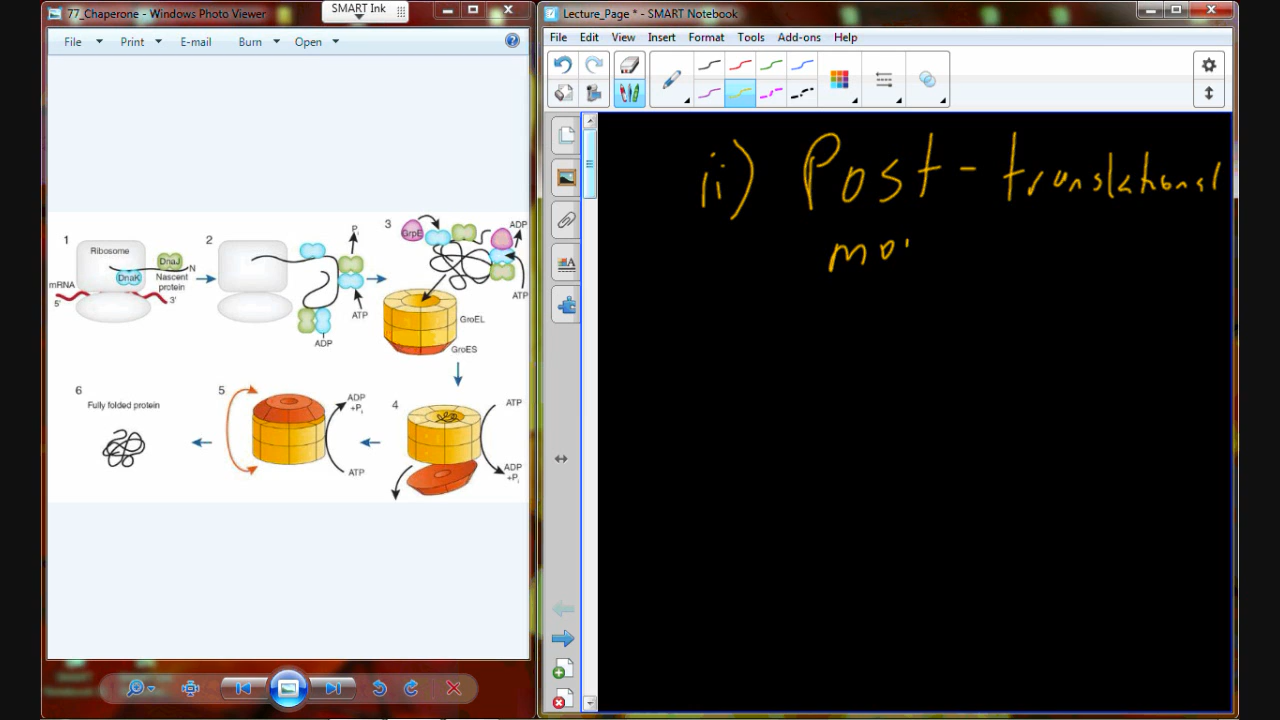 77_Chaperone - Windows Photo Viewer
SMART Ink
File Print E-mail Burn Open
1
Ribosome
DnaJ
N
DnaK
Nascent
protein
mRNA
5'
3'
2
Pi
ATP
ADP
3
GrpE
ADP
ATP
GroEL
GroES
6
Fully folded protein
5
ADP
+Pi
ATP
4
ATP
ADP
+Pi
Lecture_Page * - SMART Notebook
File Edit View Insert Format Tools Add-ons Help
ii) Post-translational
mo